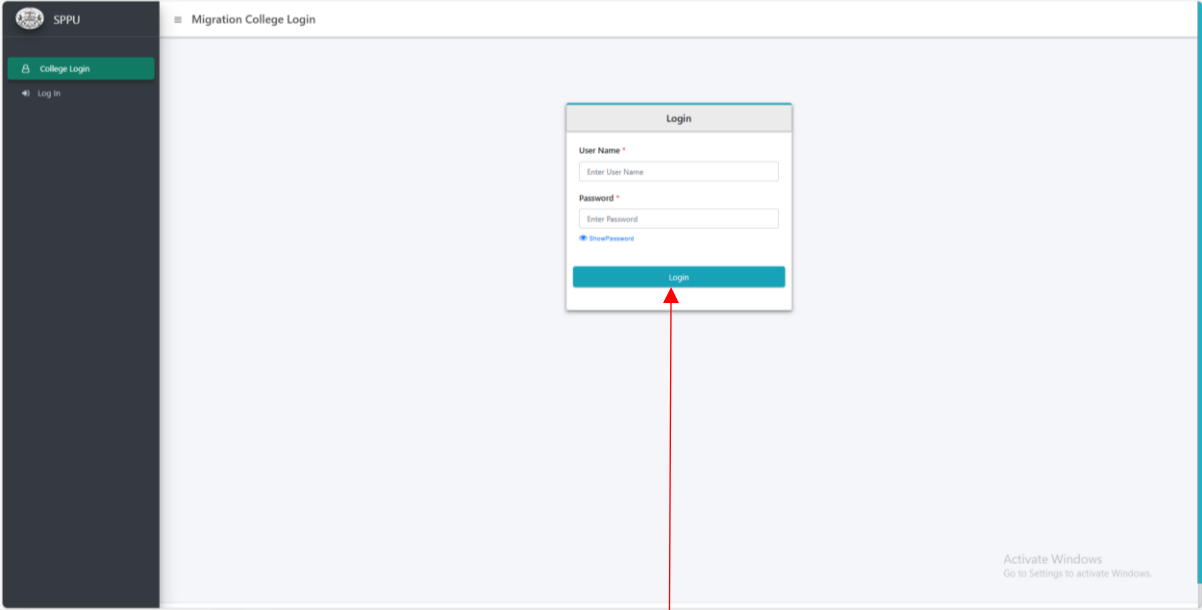 SPPU
Migration College Login
College Login
Log In
Login
User Name *
Enter User Name
Password *
Enter Password
ShowPassword
Login
Activate Windows
Go to Settings to activate Windows.